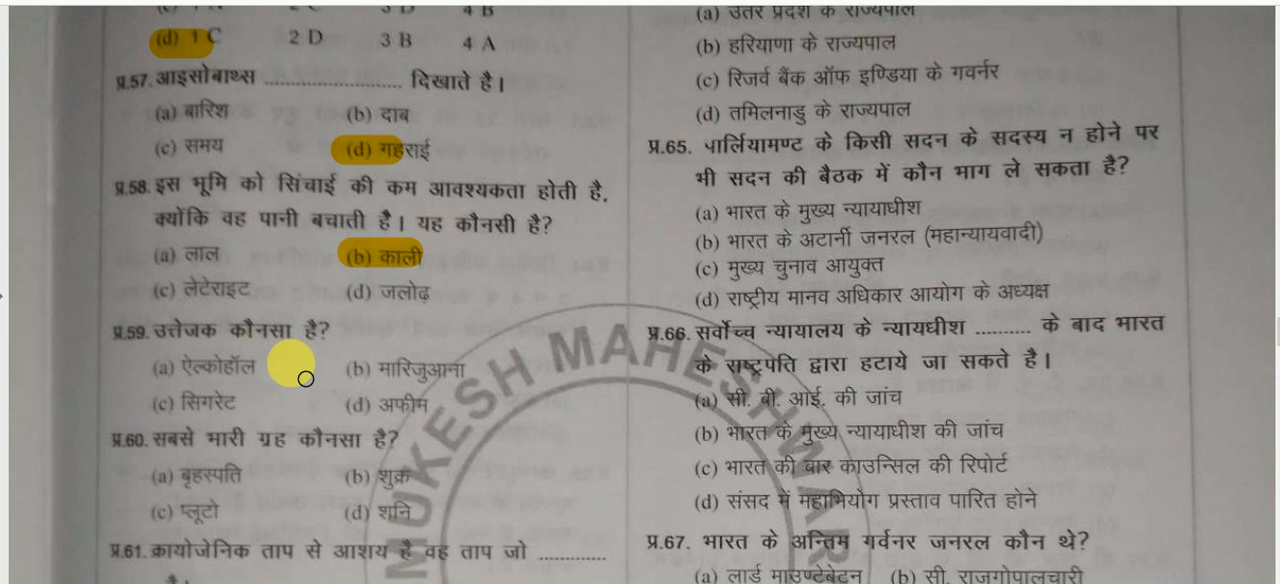 (d) 1 C 2 D 3 B 4 A
प्र.57. आइसोबाथ्स ........................ दिखाते है।
(a) बारिश (b) दाब
(c) समय (d) गहराई
प्र.58. इस भूमि को सिंचाई की कम आवश्यकता होती है,
क्योंकि वह पानी बचाती है। यह कौनसी है?
(a) लाल (b) काली
(c) लेटेराइट (d) जलोढ़
प्र.59. उत्तेजक कौनसा है?
(a) ऐल्कोहॉल (b) मारिजुआना
(c) सिगरेट (d) अफीम
प्र.60. सबसे भारी ग्रह कौनसा है?
(a) बृहस्पति (b) शुक्र
(c) प्लूटो (d) शनि
प्र.61. क्रायोजेनिक ताप से आशय है वह ताप जो ............
(a) उतर प्रदेश के राज्यपाल
(b) हरियाणा के राज्यपाल
(c) रिजर्व बैंक ऑफ इण्डिया के गवर्नर
(d) तमिलनाडु के राज्यपाल
प्र.65. पार्लियामण्ट के किसी सदन के सदस्य न होने पर
भी सदन की बैठक में कौन भाग ले सकता है?
(a) भारत के मुख्य न्यायाधीश
(b) भारत के अटार्नी जनरल (महान्यायवादी)
(c) मुख्य चुनाव आयुक्त
(d) राष्ट्रीय मानव अधिकार आयोग के अध्यक्ष
प्र.66. सर्वोच्च न्यायालय के न्यायधीश .......... के बाद भारत
के राष्ट्रपति द्वारा हटाये जा सकते है।
(a) सी. बी. आई. की जांच
(b) भारत के मुख्य न्यायाधीश की जांच
(c) भारत की बार काउन्सिल की रिपोर्ट
(d) संसद में महाभियोग प्रस्ताव पारित होने
प्र.67. भारत के अन्तिम गर्वनर जनरल कौन थे?
(a) लार्ड माउण्टेबेटन (b) सी. राजगोपालचारी
MUKESH MAHESHWARI